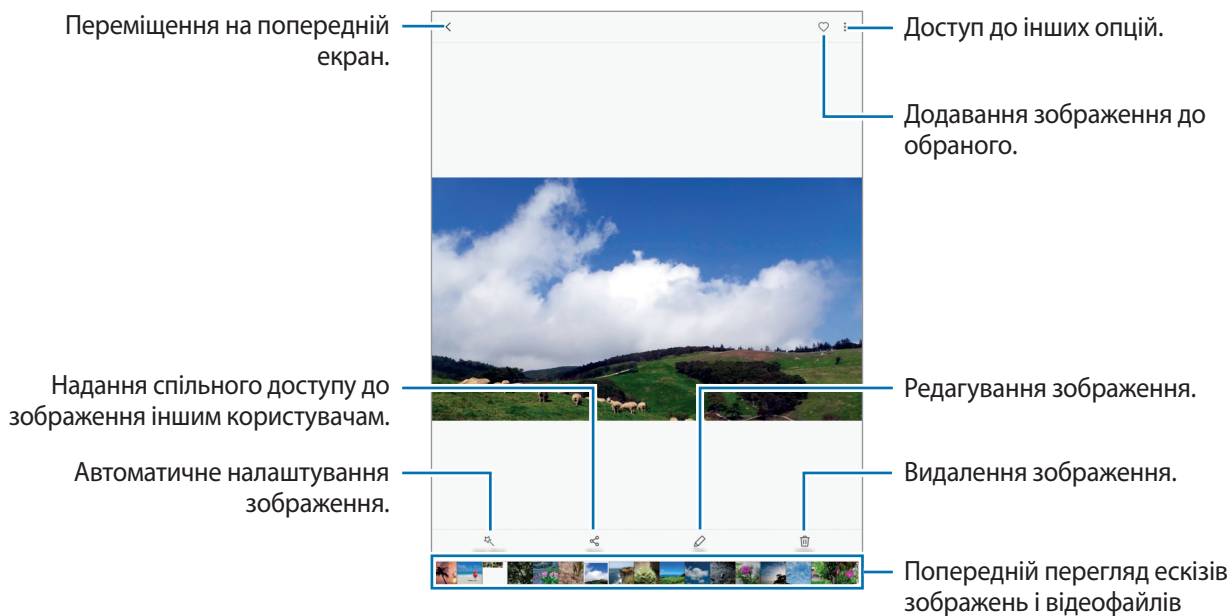 Переміщення на попередній
екран.
Доступ до інших опцій.
Додавання зображення до
обраного.
Надання спільного доступу до
зображення іншим користувачам.
Редагування зображення.
Автоматичне налаштування
зображення.
Видалення зображення.
Попередній перегляд ескізів
зображень і відеофайлів